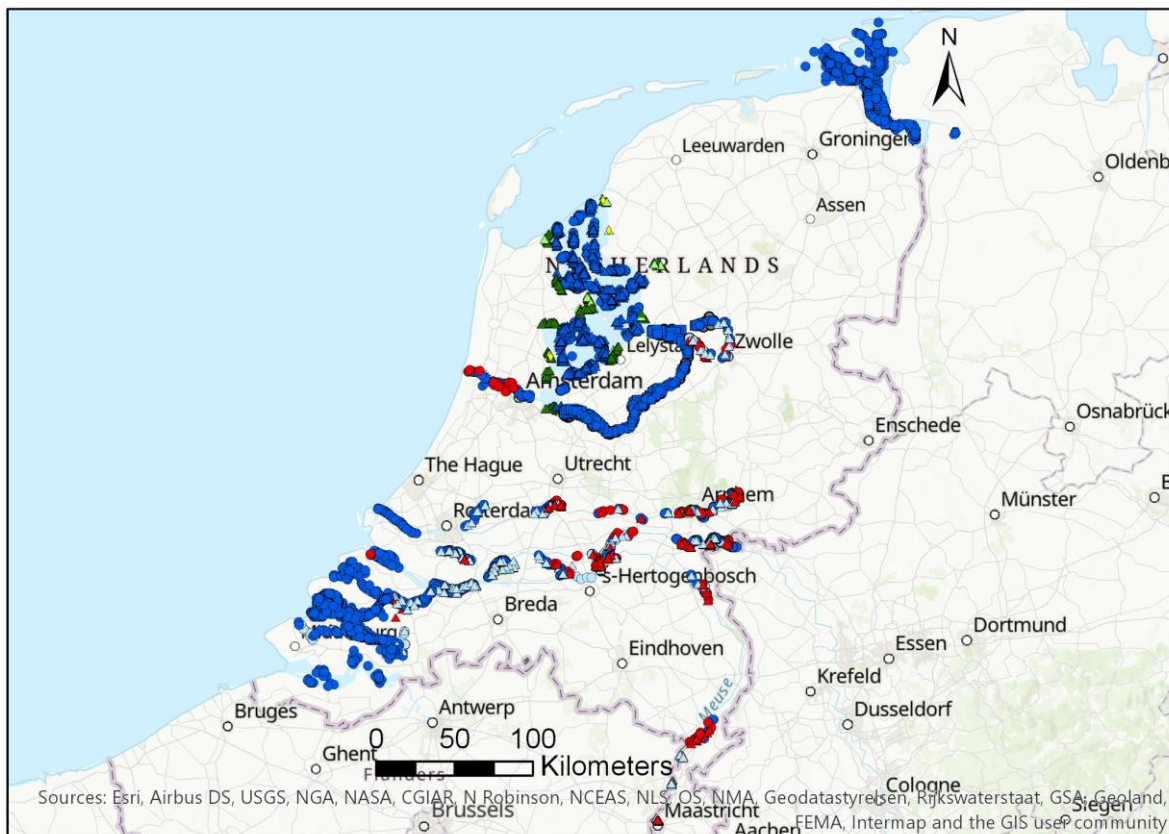 N
Leeuwarden
Groningen
Oldenb
Assen
NETHERLANDS
Zwolle
Lelysta
Amsterdam
Osnabrück
Enschede
The Hague
Utrecht
Arnhem
Münster
Rotterda
s-Hertogenbosch
Breda
Dortmund
Essen
Eindhoven
Krefeld
Meuse
Dusseldorf
Bruges
Antwerp
0 50 100
Ghent
Kilometers
Flanders
Cologne
Sources: Esri, Airbus DS, USGS, NGA, NASA, CGIAR, N Robinson, NCEAS, NLS, OS, NMA, Geodatastyrelsen, Rijkswaterstaat, GSA, Geoland,
FEMA, Intermap and the GIS user community
Brussels
Maastricht
Aachen
Siegen